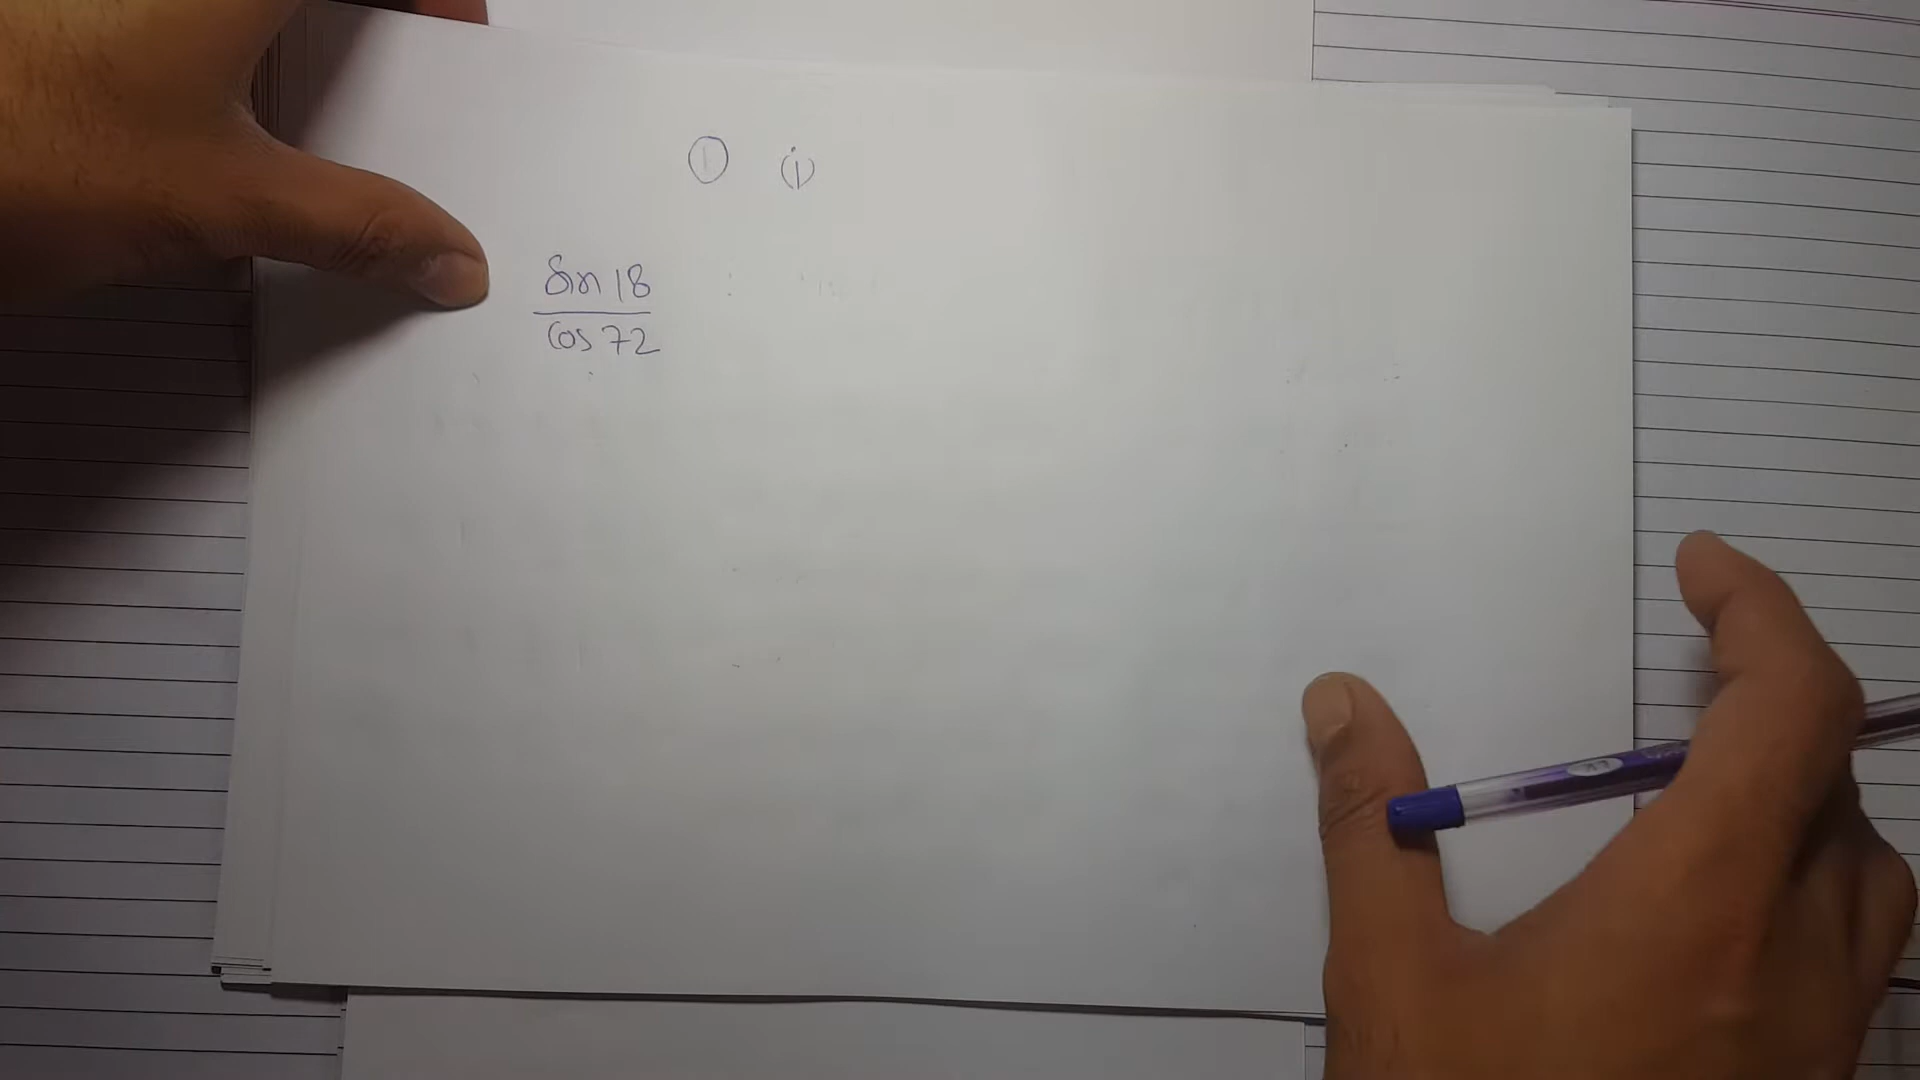 ① (i)
Sin 18
Cos 72